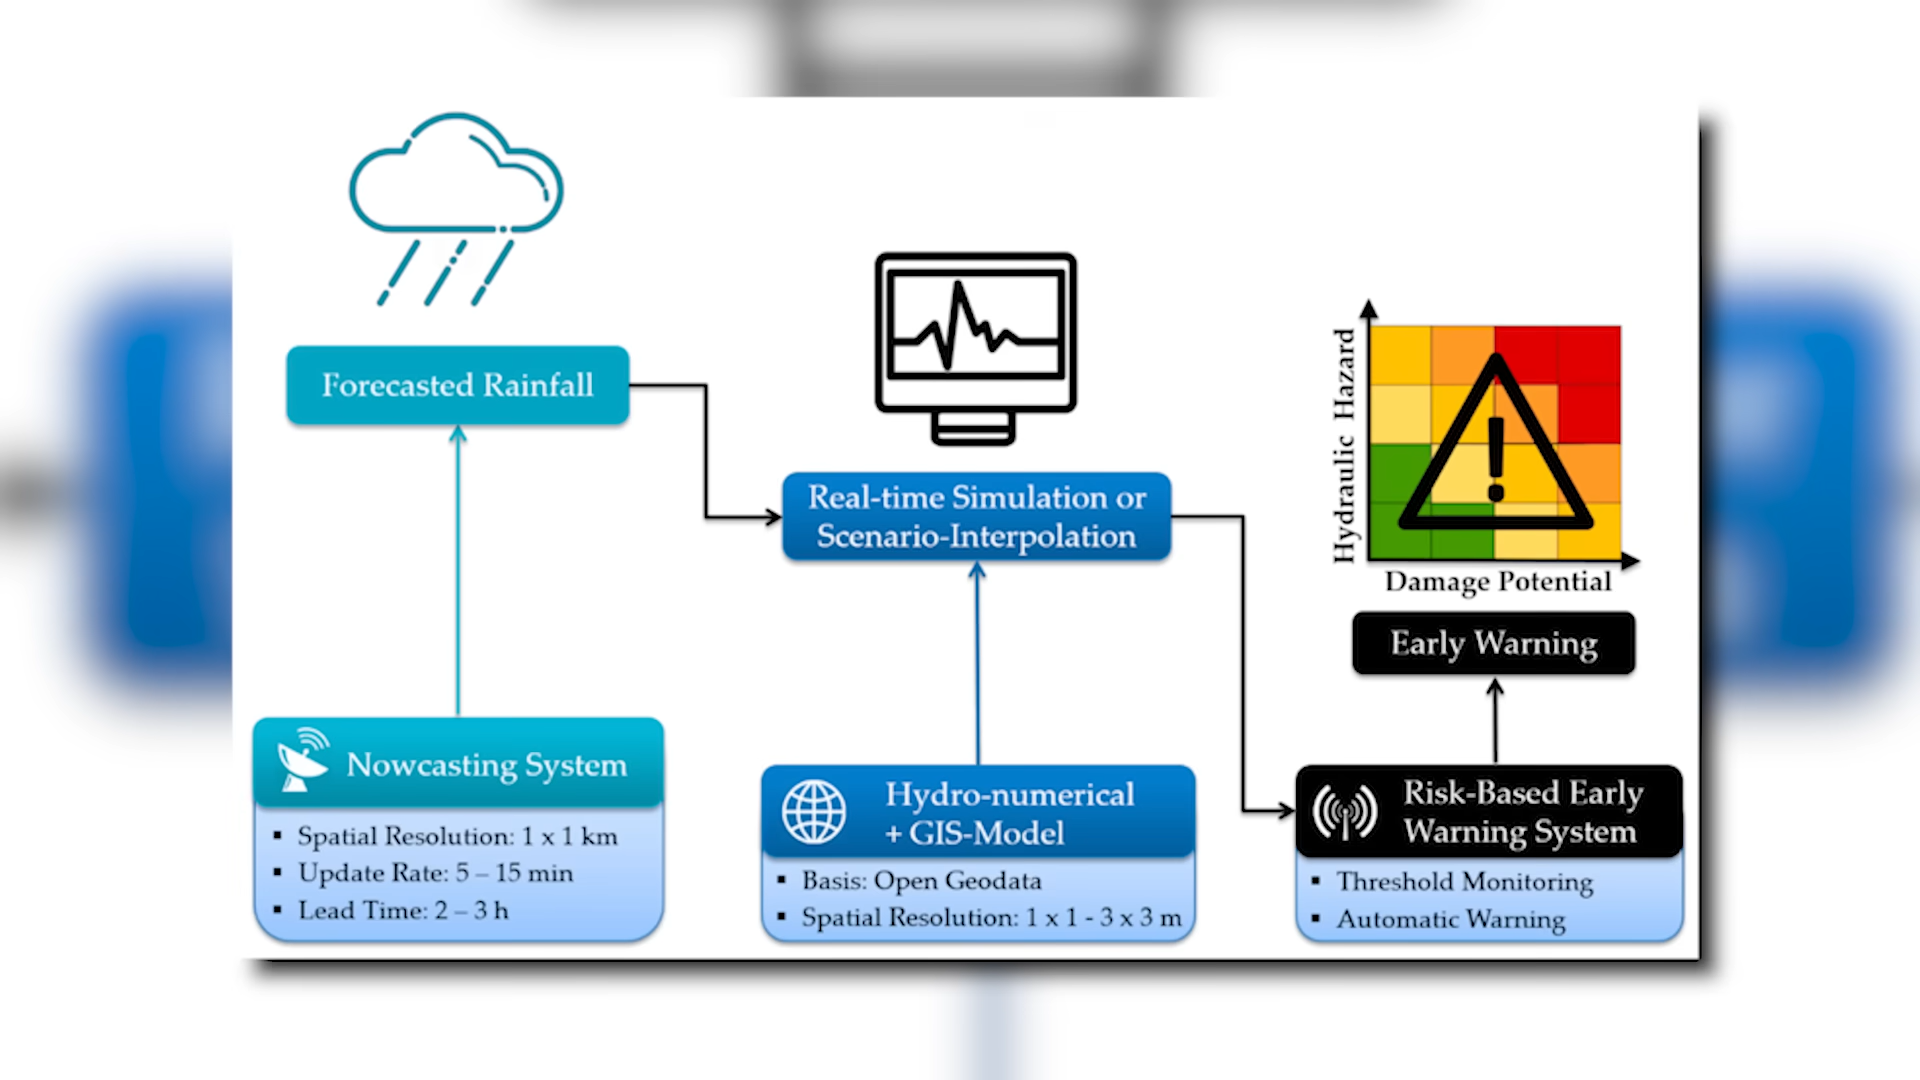 Forecasted Rainfall
Nowcasting System
▪ Spatial Resolution: 1 x 1 km
▪ Update Rate: 5 – 15 min
▪ Lead Time: 2 – 3 h
Real-time Simulation or
Scenario-Interpolation
Hydro-numerical
+ GIS-Model
▪ Basis: Open Geodata
▪ Spatial Resolution: 1 x 1 - 3 x 3 m
Hydraulic Hazard
!
Damage Potential
Early Warning
Risk-Based Early
Warning System
▪ Threshold Monitoring
▪ Automatic Warning